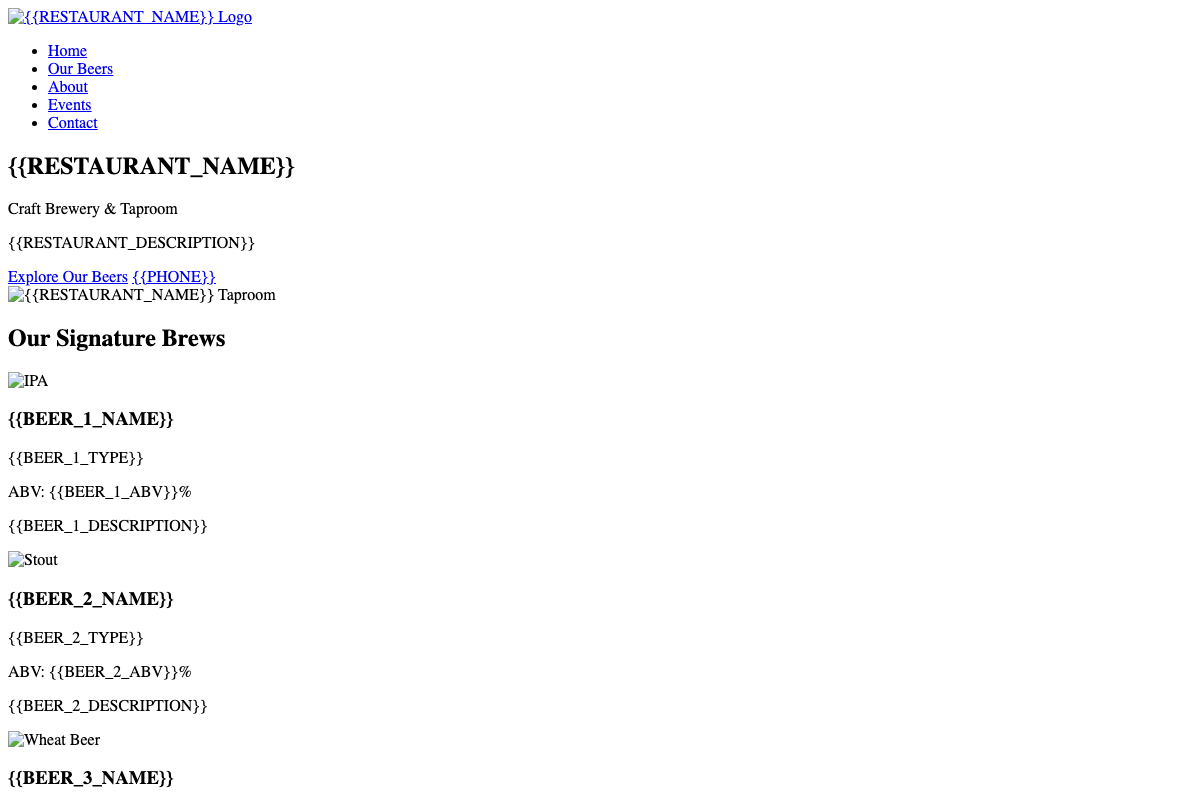 {{RESTAURANT_NAME}} Logo
Home
Our Beers
About
Events
Contact
{{RESTAURANT_NAME}}
Craft Brewery & Taproom
{{RESTAURANT_DESCRIPTION}}
Explore Our Beers {{PHONE}}
{{RESTAURANT_NAME}} Taproom
Our Signature Brews
IPA
{{BEER_1_NAME}}
{{BEER_1_TYPE}}
ABV: {{BEER_1_ABV}}%
{{BEER_1_DESCRIPTION}}
Stout
{{BEER_2_NAME}}
{{BEER_2_TYPE}}
ABV: {{BEER_2_ABV}}%
{{BEER_2_DESCRIPTION}}
Wheat Beer
{{BEER_3_NAME}}